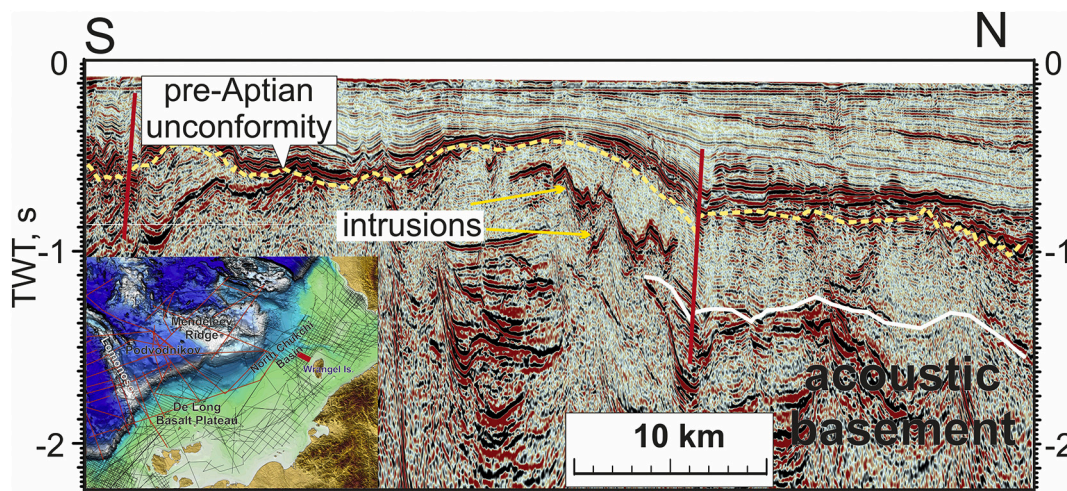 S
N
0
0
pre-Aptian
unconformity
intrusions
TWT, s
-1
-1
Mendeleev
Ridge
Podvodnikov
Lomonosov
North Chukchi
Basin
Wrangel Is.
De Long
Basalt Plateau
acoustic
basement
10 km
-2
-2